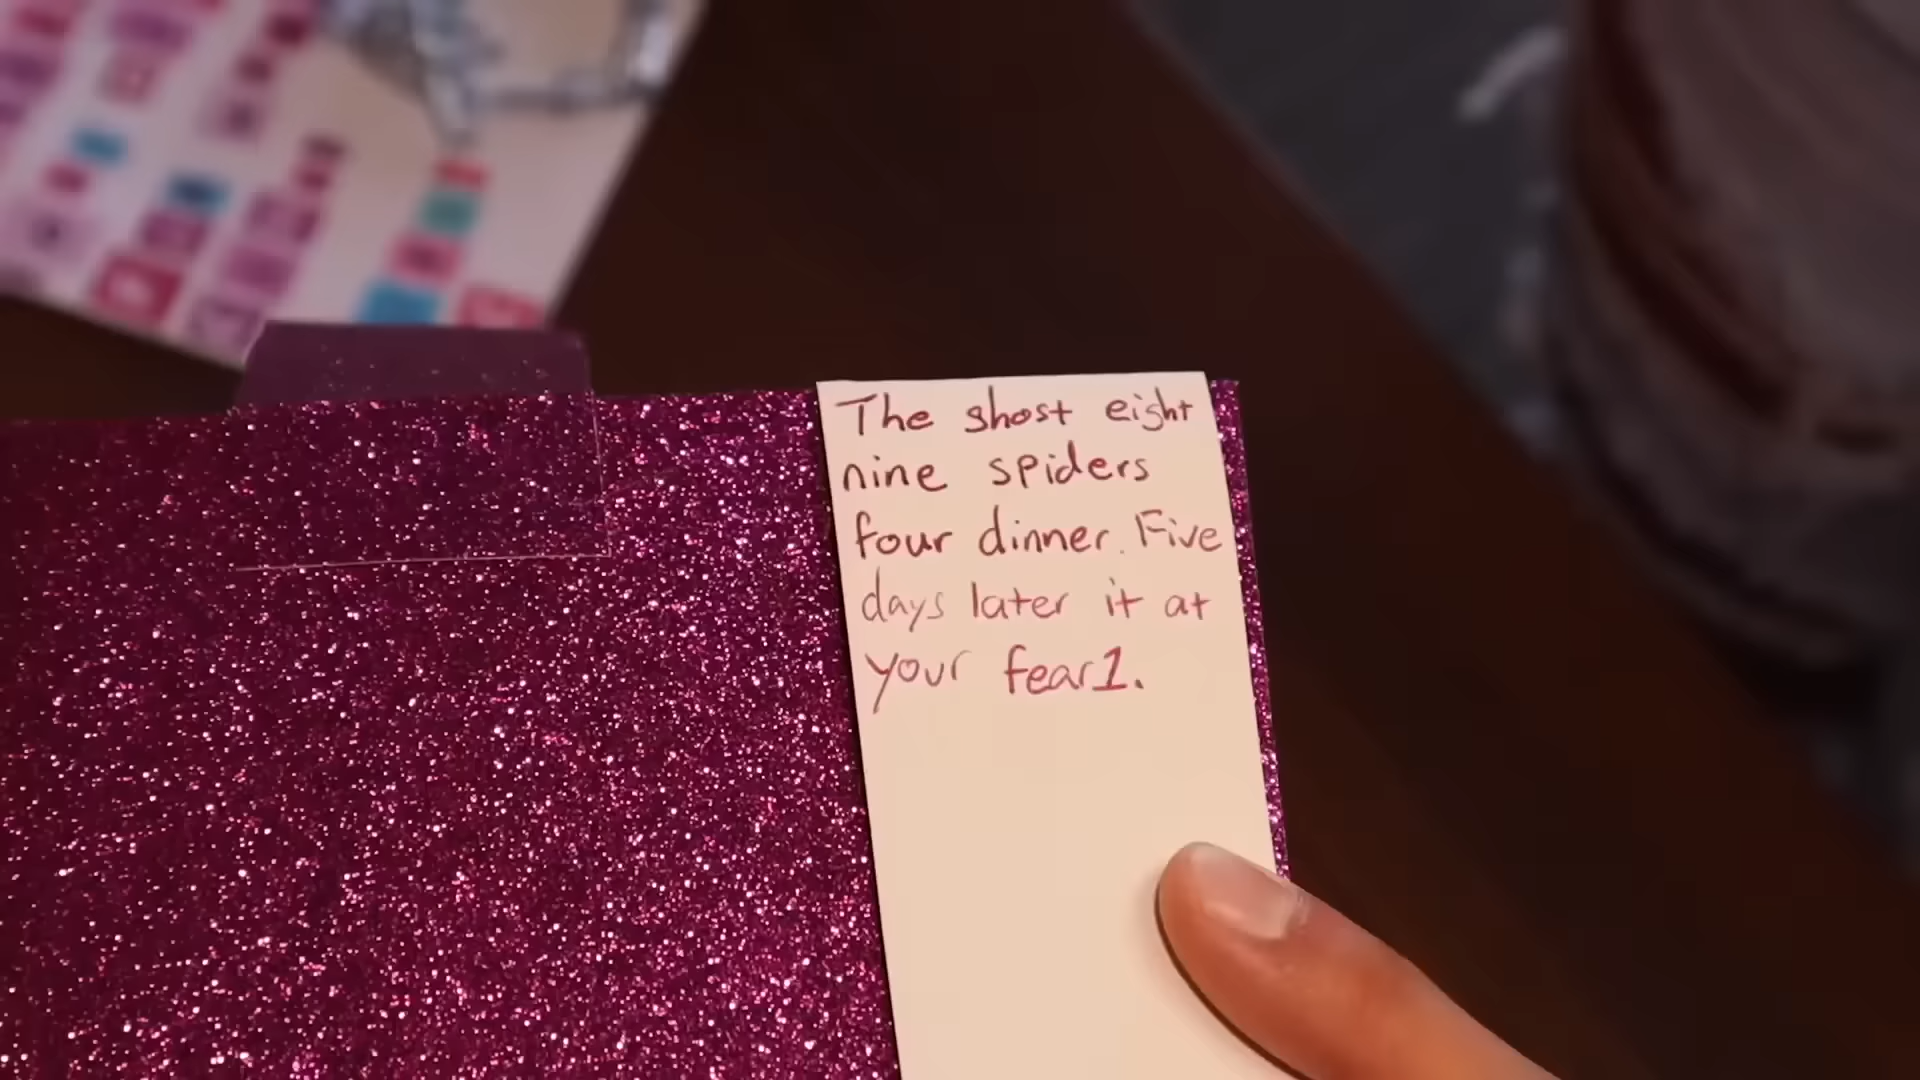 The ghost eight
nine spiders
four dinner. Five
days later it at
your fear1.